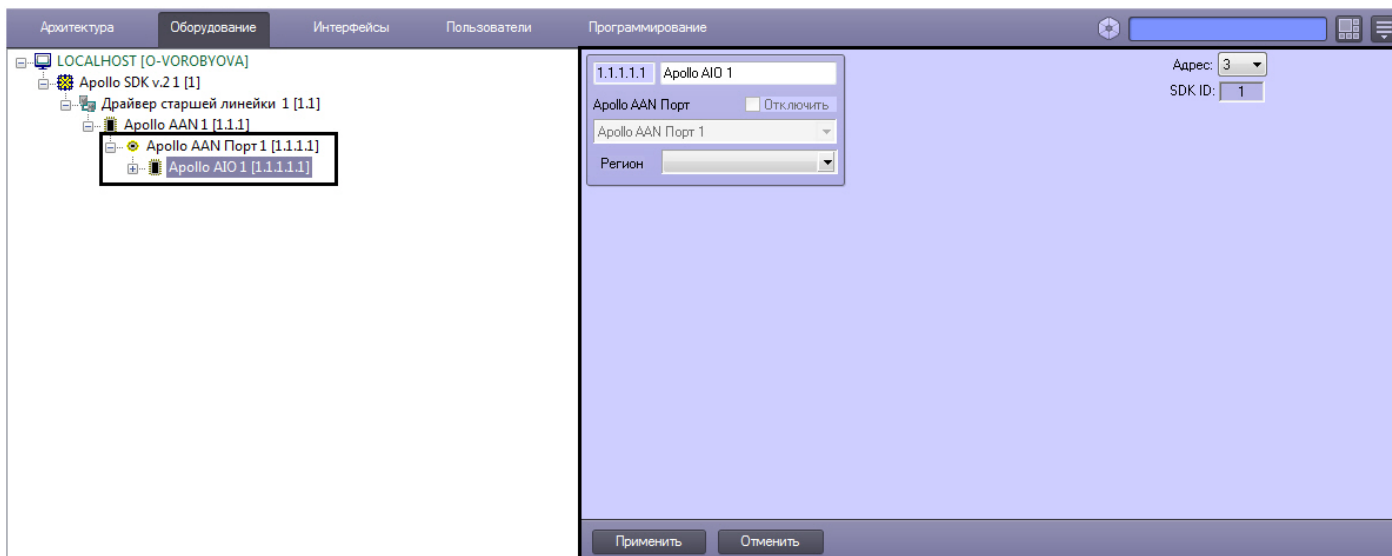 Архитектура Оборудование Интерфейсы Пользователи Программирование
LOCALHOST [O-VOROBYOVA]
Apollo SDK v.2 1 [1]
Драйвер старшей линейки 1 [1.1]
Apollo AAN 1 [1.1.1]
Apollo AAN Порт 1 [1.1.1.1]
Apollo AIO 1 [1.1.1.1.1]
1.1.1.1.1 Apollo AIO 1
Apollo AAN Порт Отключить
Apollo AAN Порт 1
Регион
Адрес: 3
SDK ID: 1
Применить Отменить